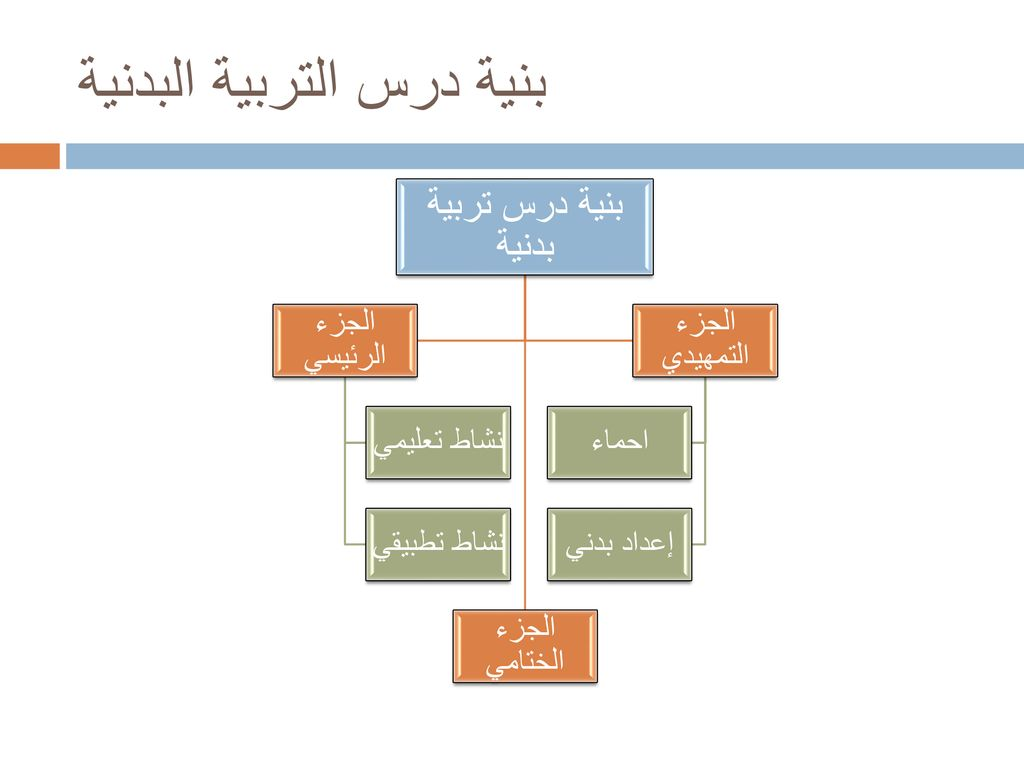 بنية درس التربية البدنية
بنية درس تربية
بدنية
الجزء
التمهيدي
الجزء
الرئيسي
احماء
نشاط تعليمي
إعداد بدني
نشاط تطبيقي
الجزء
الختامي